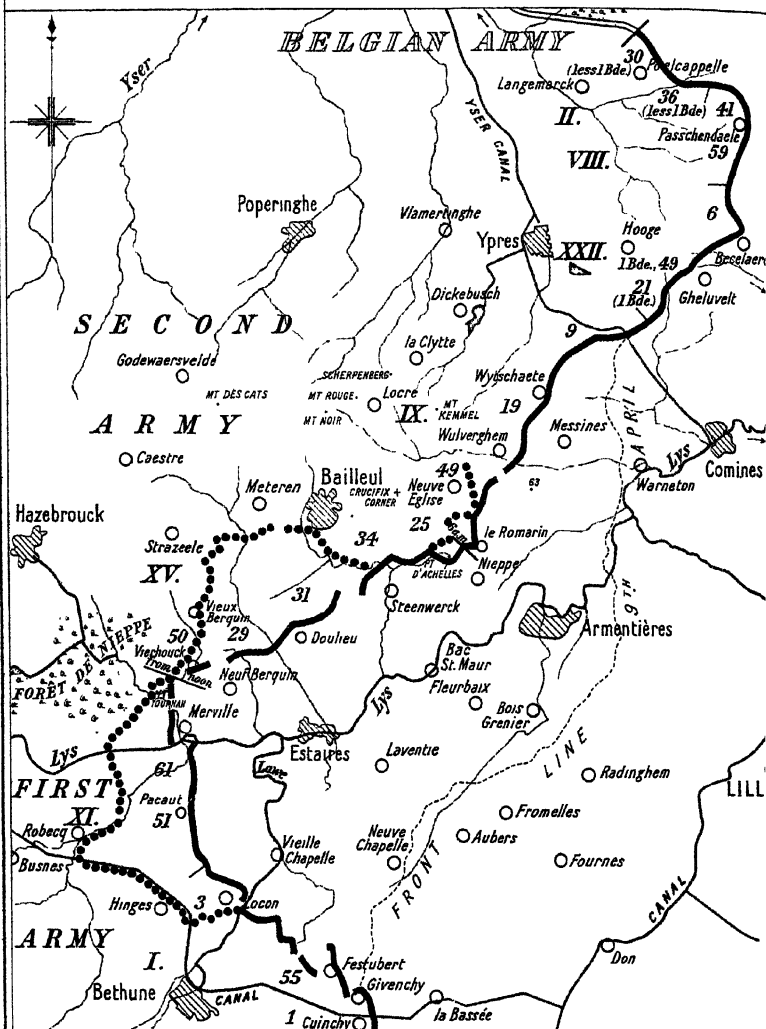 BELGIAN ARMY
Yser
30
(less 1 Bde.)
Poelcappelle
Langemarck
36
(less 1 Bde)
41
II.
YSER CANAL
Passchendaele
59
VIII.
6
Poperinghe
Vlamertinghe
Ypres
Hooge
XXII.
1 Bde., 49
Becelaere
21
(1 Bde.)
Gheluvelt
Dickebusch
SECOND
9
la Clytte
Godewaersvelde
SCHERPENBERG
MT DES CATS
MT ROUGE
Locre
Wytschaete
MT NOIR
IX.
MT KEMMEL
19
APRIL
ARMY
Messines
Wulverghem
Lys
Comines
Caestre
Warneton
Bailleul
49
Meteren
CRUCIFIX +
CORNER
Neuve
Eglise
63
Hazebrouck
25
Strazeele
34
le Romarin
XV.
PT
D'ACHELLES
Nieppe
31
Steenwerck
9TH
Vieux
Berquin
50
29
Doulieu
Armentières
FORÊT DE NIEPPE
Vierhouck
from noon
Bac
St. Maur
Neuf Berquin
Fleurbaix
Lys
Bois
Grenier
Merville
Estaires
Lys
Laventie
LINE
61
Lawe
Radinghem
FIRST
LILL
Pacaut
XI.
51
Fromelles
Robecq
Neuve
Chapelle
Aubers
Vieille
Chapelle
Busnes
Fournes
FRONT
3
Locon
Hinges
CANAL
ARMY
I.
Don
55
Festubert
Bethune
CANAL
Givenchy
la Bassée
1
Cuinchy